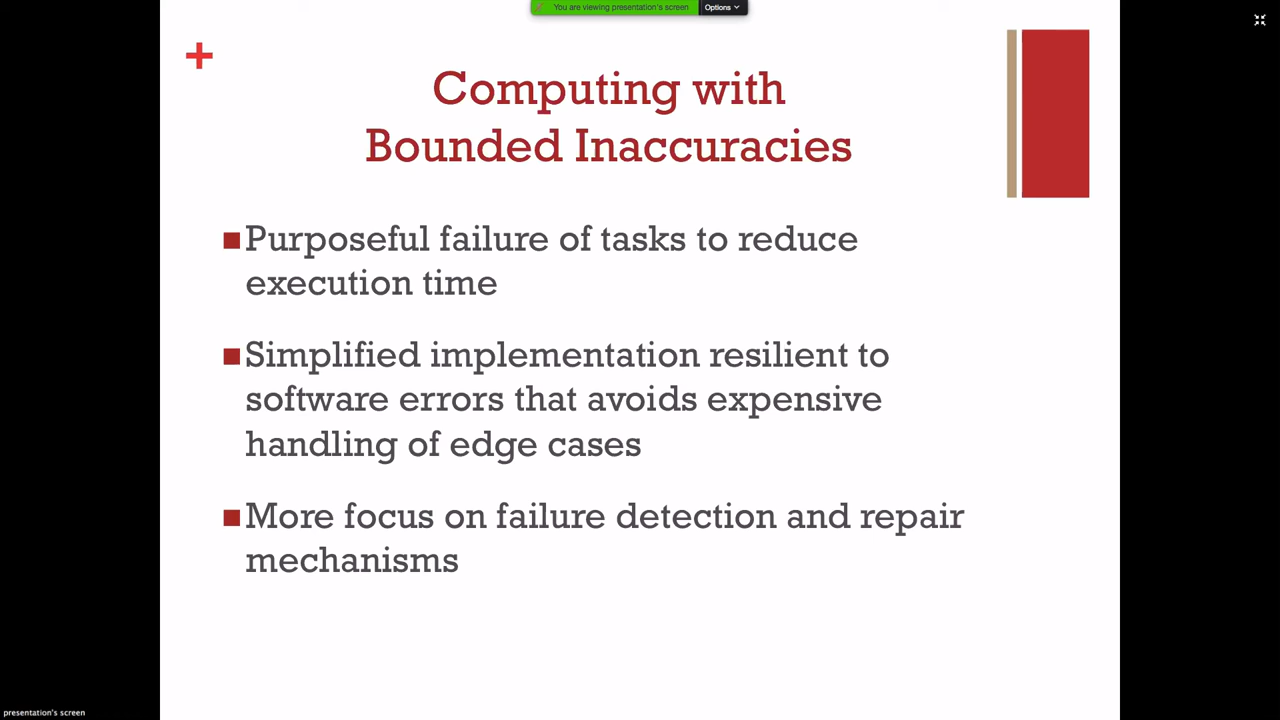 You are viewing presentation's screen
Options
+
Computing with
Bounded Inaccuracies
■Purposeful failure of tasks to reduce
execution time
■Simplified implementation resilient to
software errors that avoids expensive
handling of edge cases
■More focus on failure detection and repair
mechanisms
presentation's screen